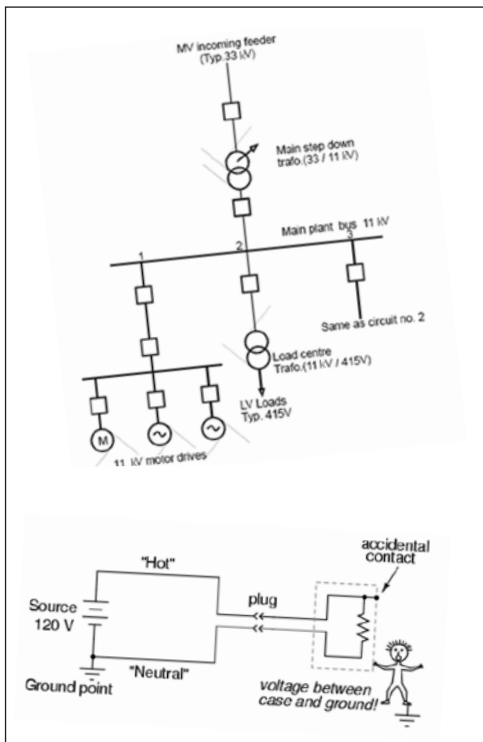 MV incoming feeder
(Typ.33 kV)
Main step down
trafo.(33 / 11 kV)
Main plant bus 11 kV
1
2
3
Same as circuit no. 2
Load centre
Trafo.(11 kV / 415V)
LV Loads
Typ. 415V
M
11 kV motor drives
accidental
contact
"Hot"
plug
Source
120 V
"Neutral"
Ground point
voltage between
case and ground!